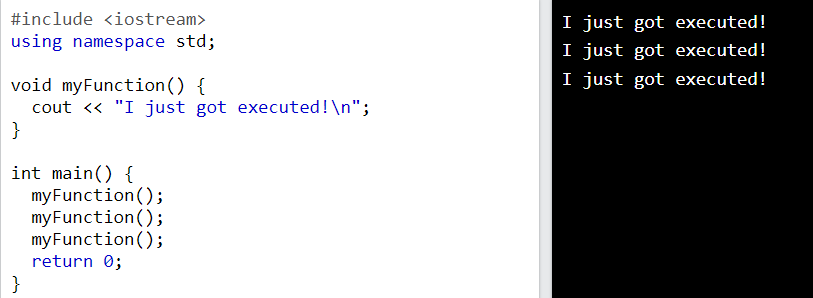 #include <iostream>
using namespace std;

void myFunction() {
  cout << "I just got executed!\n";
}

int main() {
  myFunction();
  myFunction();
  myFunction();
  return 0;
}
I just got executed!
I just got executed!
I just got executed!